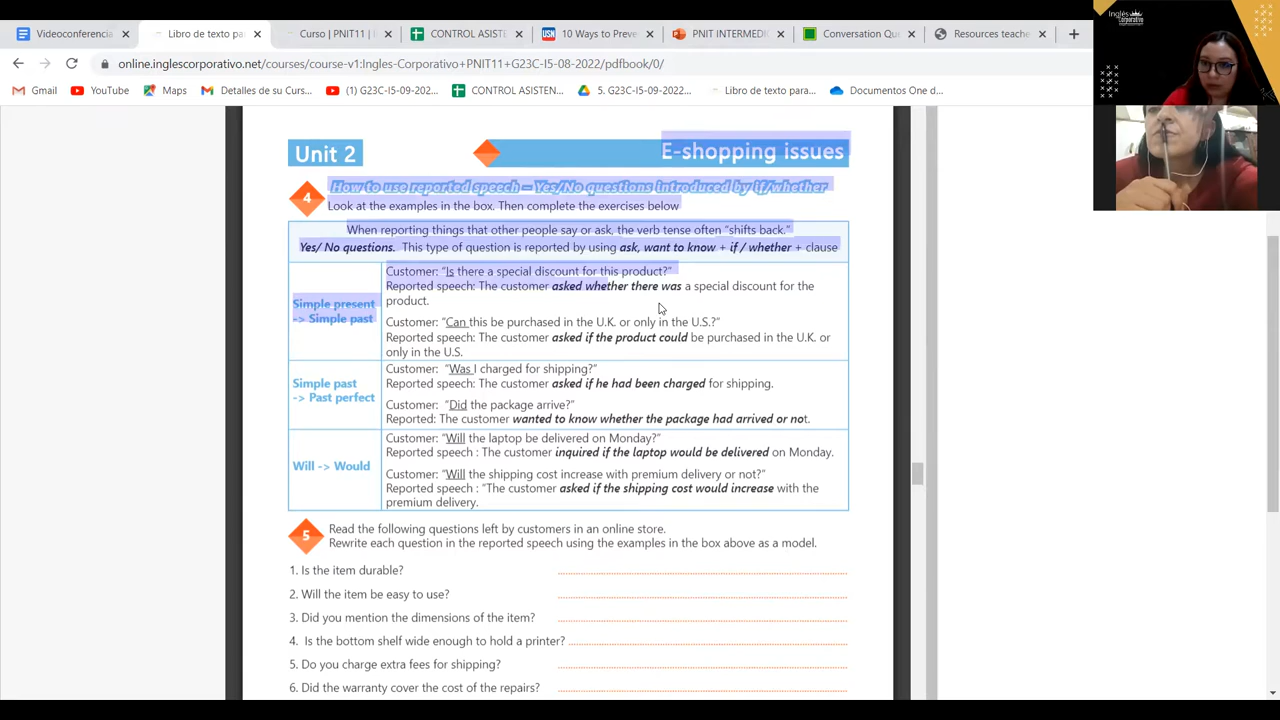 Videoconferencia
Libro de texto pa
Curso | PNIT11 |
CONTROL ASISTE
10 Ways to Preve
PNIT INTERMEDI
Conversation Qu
Resources teache
online.inglescorporativo.net/courses/course-v1:Ingles-Corporativo+PNIT11+G23C-I5-08-2022/pdfbook/0/
Gmail
YouTube
Maps
Detalles de su Curs...
(1) G23C-I5-09-202...
CONTROL ASISTEN...
5. G23C-I5-09-2022...
Libro de texto para...
Documentos One d...
Inglés
Corporativo
Unit 2
E-shopping issues
4
How to use reported speech – Yes/No questions introduced by if/whether
Look at the examples in the box. Then complete the exercises below
When reporting things that other people say or ask, the verb tense often “shifts back.”
Yes/ No questions. This type of question is reported by using ask, want to know + if / whether + clause
Simple present
-> Simple past
Customer: “Is there a special discount for this product?”
Reported speech: The customer asked whether there was a special discount for the
product.
Customer: “Can this be purchased in the U.K. or only in the U.S.?”
Reported speech: The customer asked if the product could be purchased in the U.K. or
only in the U.S.
Simple past
-> Past perfect
Customer: “Was I charged for shipping?”
Reported speech: The customer asked if he had been charged for shipping.
Customer: “Did the package arrive?”
Reported: The customer wanted to know whether the package had arrived or not.
Will -> Would
Customer: “Will the laptop be delivered on Monday?”
Reported speech : The customer inquired if the laptop would be delivered on Monday.
Customer: “Will the shipping cost increase with premium delivery or not?”
Reported speech : “The customer asked if the shipping cost would increase with the
premium delivery.
5
Read the following questions left by customers in an online store.
Rewrite each question in the reported speech using the examples in the box above as a model.
1. Is the item durable?
2. Will the item be easy to use?
3. Did you mention the dimensions of the item?
4. Is the bottom shelf wide enough to hold a printer?
5. Do you charge extra fees for shipping?
6. Did the warranty cover the cost of the repairs?